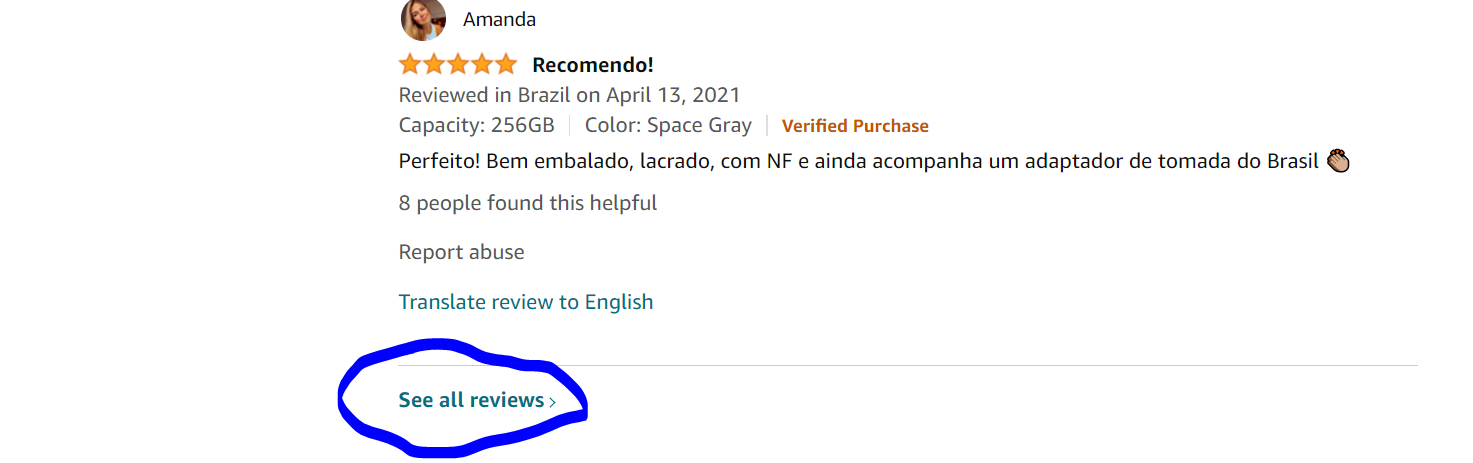 Amanda
Recomendo!
Reviewed in Brazil on April 13, 2021
Capacity: 256GB | Color: Space Gray | Verified Purchase
Perfeito! Bem embalado, lacrado, com NF e ainda acompanha um adaptador de tomada do Brasil 👏🏽
8 people found this helpful
Report abuse
Translate review to English
See all reviews ›